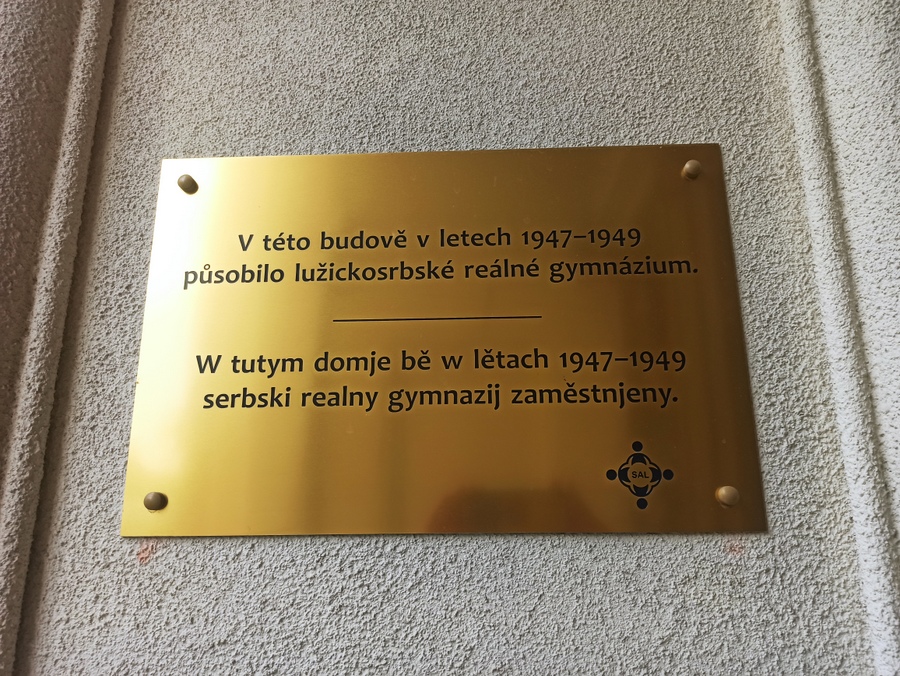 V této budově v letech 1947–1949
působilo lužickosrbské reálné gymnázium.
W tutym domje bě w lětach 1947–1949
serbski realny gymnazij zaměstnjeny.
SAL